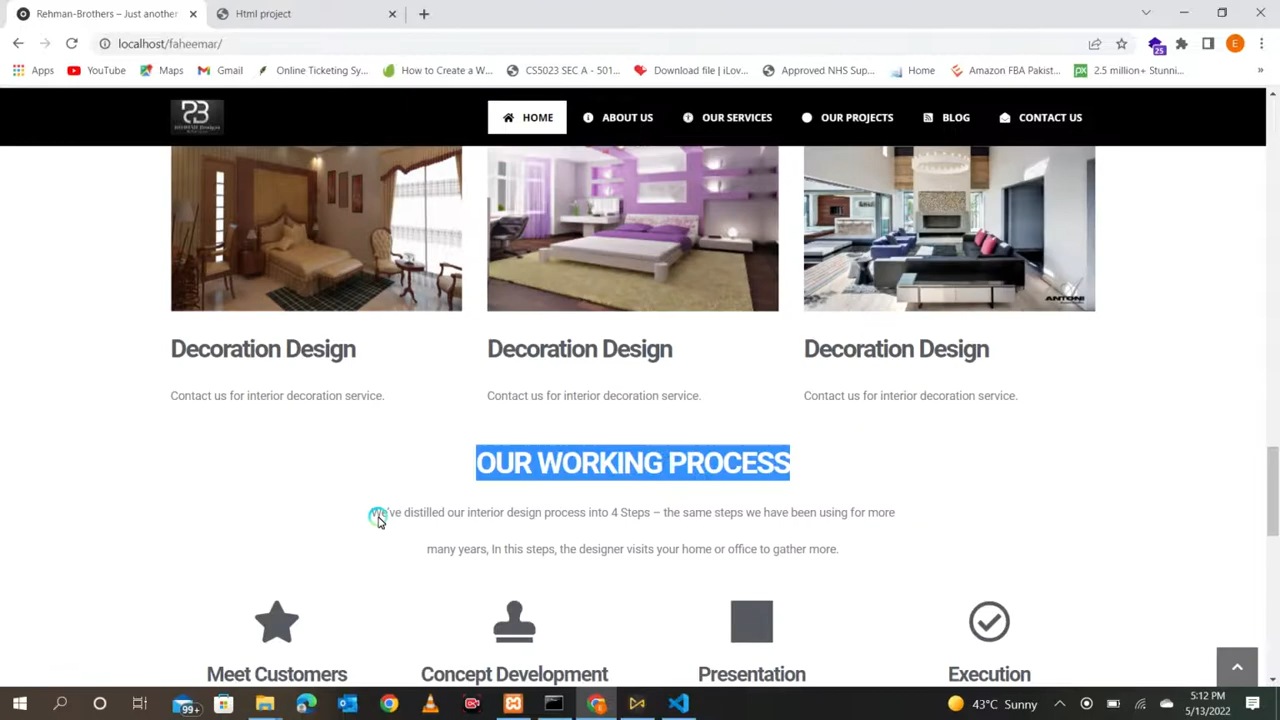 Rehman-Brothers – Just another
Html project
localhost/faheemar/
25
E
Apps
YouTube
Maps
Gmail
Online Ticketing Sy...
How to Create a W...
CS5023 SEC A - 501...
Download file | iLov...
Approved NHS Sup...
Home
Amazon FBA Pakist...
px
2.5 million+ Stunni...
»
HOME
ABOUT US
OUR SERVICES
OUR PROJECTS
BLOG
CONTACT US
ANTONI
Decoration Design
Decoration Design
Decoration Design
Contact us for interior decoration service.
Contact us for interior decoration service.
Contact us for interior decoration service.
OUR WORKING PROCESS
We've distilled our interior design process into 4 Steps – the same steps we have been using for more
many years, In this steps, the designer visits your home or office to gather more.
Meet Customers
Concept Development
Presentation
Execution
99+
43°C Sunny
5:12 PM
5/13/2022